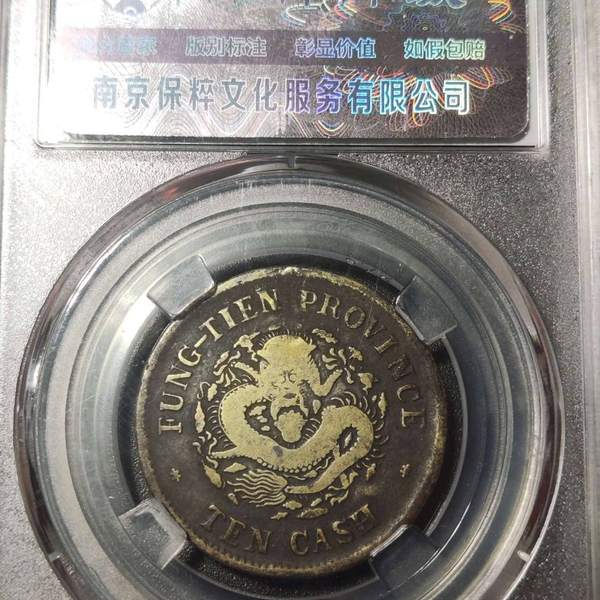 版别标注 彰显价值 如假包赔
南京保粹文化服务有限公司
FUNG-TIEN PROVINCE
TEN CASH